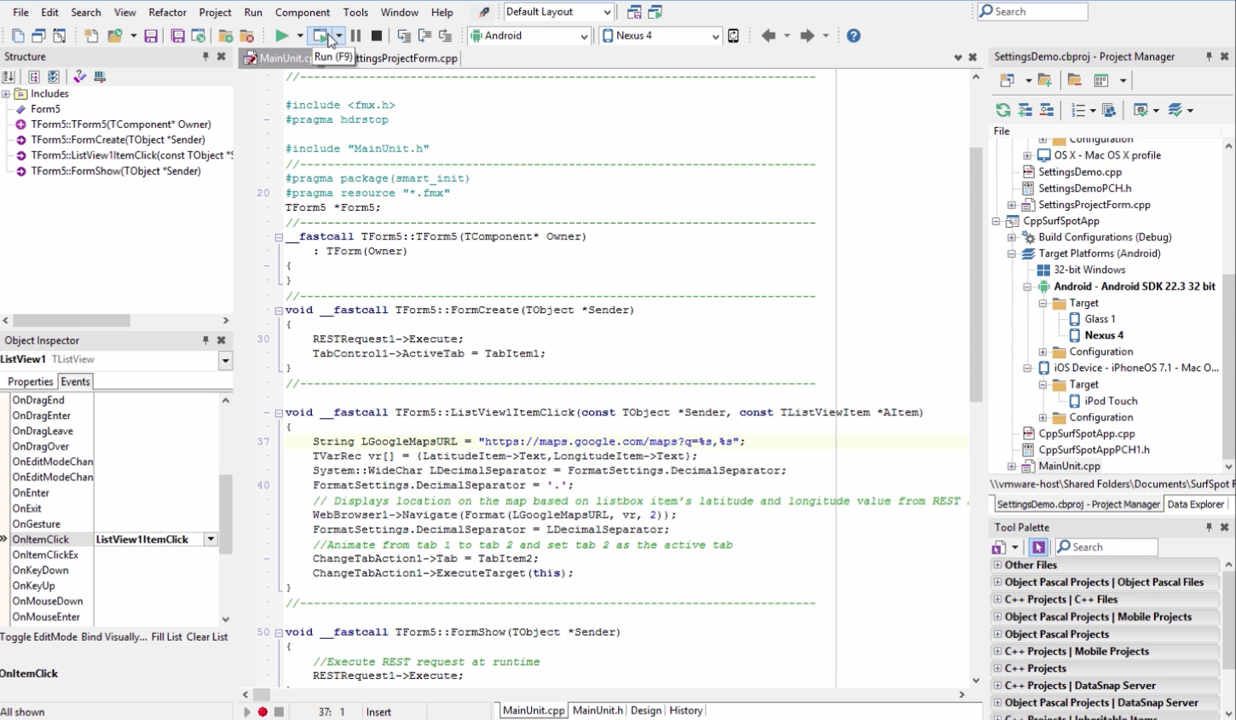 File Edit Search View Refactor Project Run Component Tools Window Help Default Layout Search
Android Nexus 4
Structure
MainUnit.c
ttingsProjectForm.cpp
Run (F9)
Includes
Form5
TForm5::TForm5(TComponent* Owner)
TForm5::FormCreate(TObject *Sender)
TForm5::ListView1ItemClick(const TObject *S
TForm5::FormShow(TObject *Sender)
Object Inspector
ListView1 TListView
Properties Events
OnDragEnd
OnDragEnter
OnDragLeave
OnDragOver
OnEditModeChan
OnEditModeChan
OnEnter
OnExit
OnGesture
OnItemClick ListView1ItemClick
OnItemClickEx
OnKeyDown
OnKeyUp
OnMouseDown
OnMouseEnter
Toggle EditMode Bind Visually... Fill List Clear List
OnItemClick
All shown
//---------------------------------------------------------------------------
#include <fmx.h>
#pragma hdrstop
#include "MainUnit.h"
//---------------------------------------------------------------------------
#pragma package(smart_init)
20 #pragma resource "*.fmx"
TForm5 *Form5;
//---------------------------------------------------------------------------
__fastcall TForm5::TForm5(TComponent* Owner)
: TForm(Owner)
{
}
//---------------------------------------------------------------------------
void __fastcall TForm5::FormCreate(TObject *Sender)
{
30 RESTRequest1->Execute;
TabControl1->ActiveTab = TabItem1;
}
//---------------------------------------------------------------------------
void __fastcall TForm5::ListView1ItemClick(const TObject *Sender, const TListViewItem *AItem)
{
37 String LGoogleMapsURL = "https://maps.google.com/maps?q=%s,%s";
TVarRec vr[] = {LatitudeItem->Text,LongitudeItem->Text};
System::WideChar LDecimalSeparator = FormatSettings.DecimalSeparator;
40 FormatSettings.DecimalSeparator = '.';
// Displays location on the map based on listbox item's latitude and longitude value from REST
WebBrowser1->Navigate(Format(LGoogleMapsURL, vr, 2));
FormatSettings.DecimalSeparator = LDecimalSeparator;
//Animate from tab 1 to tab 2 and set tab 2 as the active tab
ChangeTabAction1->Tab = TabItem2;
ChangeTabAction1->ExecuteTarget(this);
}
//---------------------------------------------------------------------------
50 void __fastcall TForm5::FormShow(TObject *Sender)
{
//Execute REST request at runtime
RESTRequest1->Execute;
37: 1 Insert MainUnit.cpp MainUnit.h Design History
SettingsDemo.cbproj - Project Manager
File
Configuration
OS X - Mac OS X profile
SettingsDemo.cpp
SettingsDemoPCH.h
SettingsProjectForm.cpp
CppSurfSpotApp
Build Configurations (Debug)
Target Platforms (Android)
32-bit Windows
Android - Android SDK 22.3 32 bit
Target
Glass 1
Nexus 4
Configuration
iOS Device - iPhoneOS 7.1 - Mac O...
Target
iPod Touch
Configuration
CppSurfSpotApp.cpp
CppSurfSpotAppPCH1.h
MainUnit.cpp
\\vmware-host\Shared Folders\Documents\SurfSpot F
SettingsDemo.cbproj - Project Manager Data Explorer
Tool Palette
Search
Other Files
Object Pascal Projects | Object Pascal Files
C++ Projects | C++ Files
Object Pascal Projects | Mobile Projects
Object Pascal Projects
C++ Projects | Mobile Projects
C++ Projects
C++ Projects | DataSnap Server
Object Pascal Projects | DataSnap Server
C++ Projects | Inheritable Items